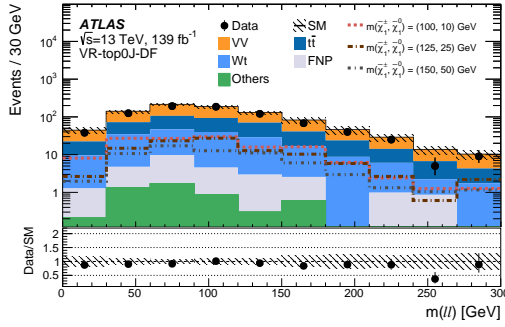 ATLAS
√s=13 TeV, 139 fb⁻¹
VR-top0J-DF
Data
SM
VV
tt̄
Wt
FNP
Others
m(χ̃₁^±, χ̃₁^0) = (100, 10) GeV
m(χ̃₁^±, χ̃₁^0) = (125, 25) GeV
m(χ̃₁^±, χ̃₁^0) = (150, 50) GeV
Events / 30 GeV
10⁵
10⁴
10³
10²
10
1
Data/SM
2
1.5
1
0.5
0 50 100 150 200 250 300
m(ll) [GeV]